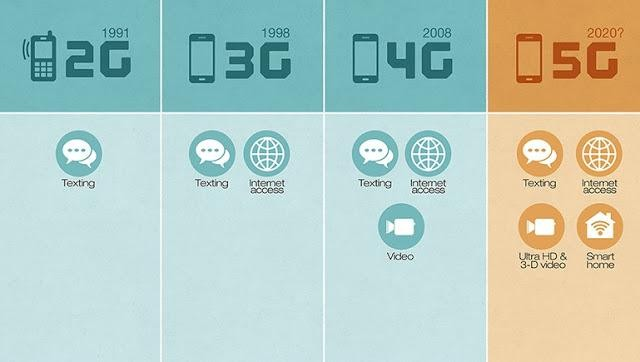 1991
2G
1998
3G
2008
4G
2020?
5G
Texting
Texting
Internet
access
Texting
Internet
access
Video
Texting
Internet
access
Ultra HD &
3-D video
Smart
home